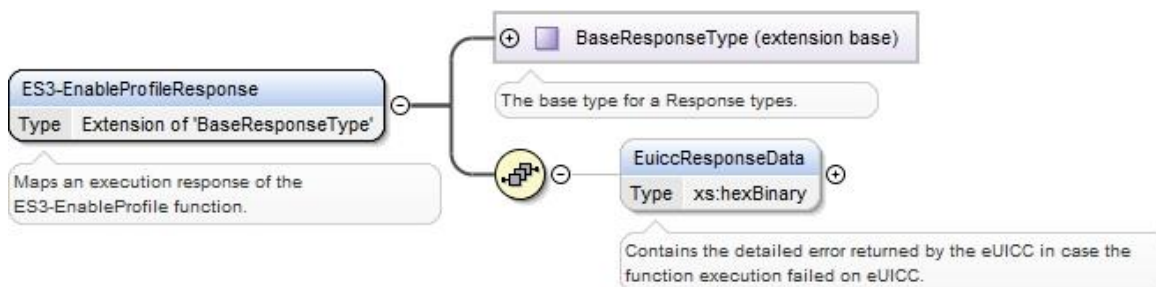 BaseResponseType (extension base)
The base type for a Response types.
ES3-EnableProfileResponse
Type Extension of 'BaseResponseType'
Maps an execution response of the
ES3-EnableProfile function.
EuiccResponseData
Type xs:hexBinary
Contains the detailed error returned by the eUICC in case the
function execution failed on eUICC.